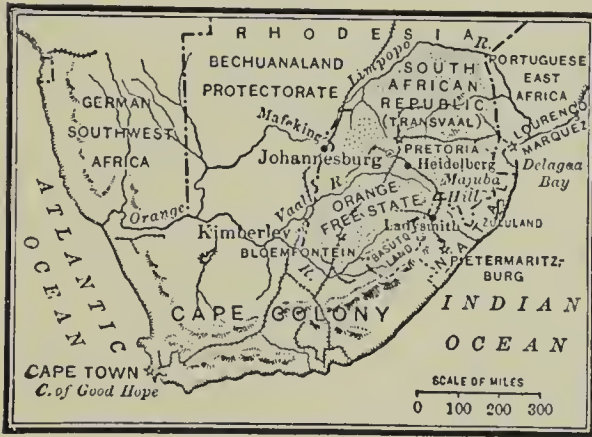 RHODESIA
BECHUANALAND
PROTECTORATE
Limpopo
R.
PORTUGUESE
EAST
AFRICA
GERMAN
SOUTHWEST
AFRICA
SOUTH
AFRICAN
REPUBLIC
(TRANSVAAL)
LOURENÇO
MARQUEZ
Delagoa
Bay
Mafeking
Johannesburg
PRETORIA
Heidelberg
Majuba
Hill
Orange
Vaal
R
ORANGE
FREE STATE
Kimberley
Ladysmith
ZULULAND
BLOEMFONTEIN
BASUTO
LAND
NATAL
PIETERMARITZ-
BURG
R.
ATLANTIC
OCEAN
INDIAN
OCEAN
CAPE COLONY
CAPE TOWN
C. of Good Hope
SCALE OF MILES
0 100 200 300